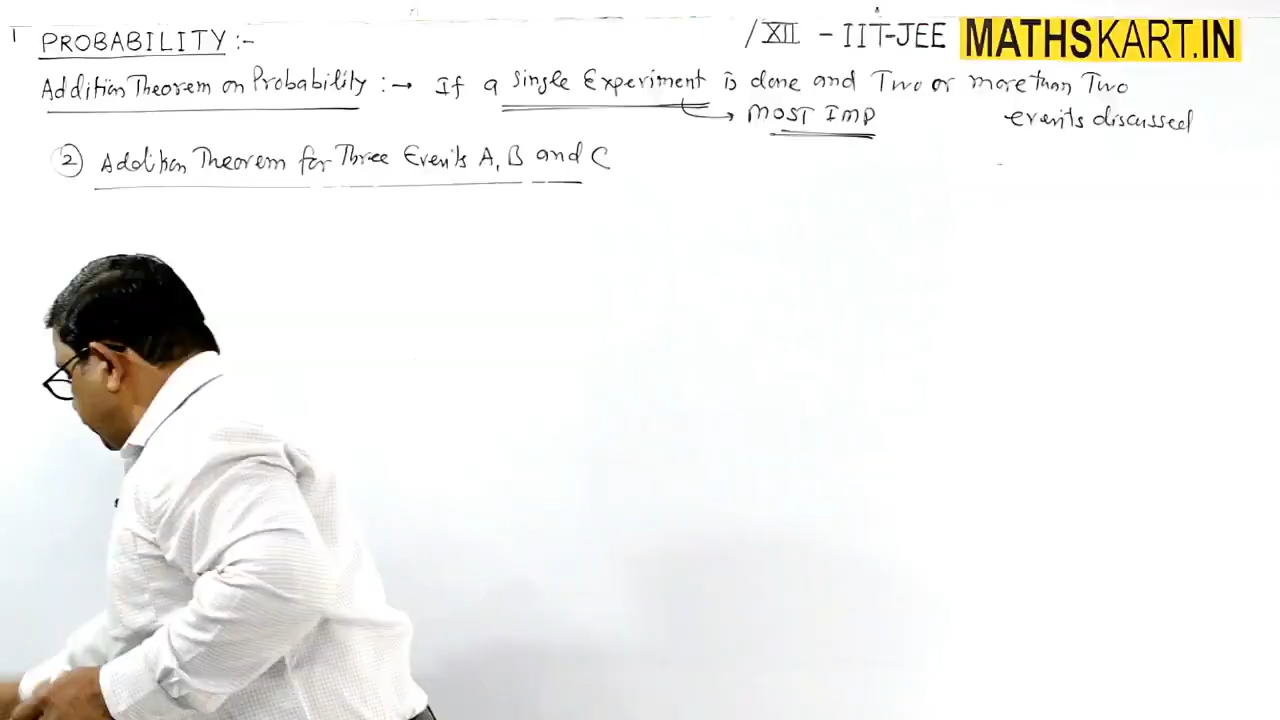 1 PROBABILITY :- / XII - IIT-JEE MATHSKART.IN
Addition Theorem on Probability :→ If a single Experiment is done and Two or more than Two
→ MOST IMP events discussed
② Addition Theorem for Three Events A, B and C